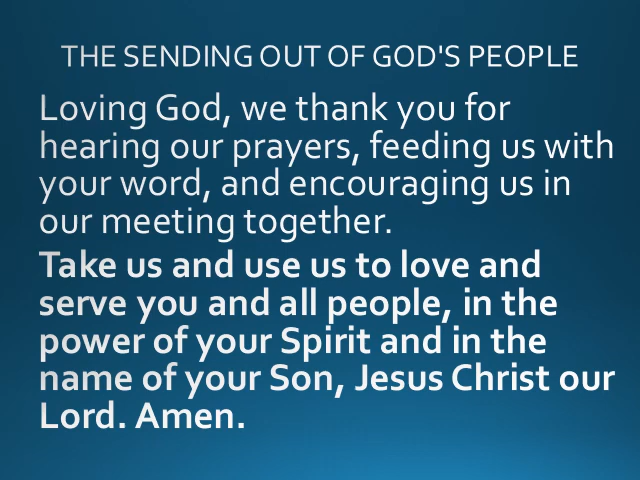 THE SENDING OUT OF GOD'S PEOPLE
Loving God, we thank you for
hearing our prayers, feeding us with
your word, and encouraging us in
our meeting together.
Take us and use us to love and
serve you and all people, in the
power of your Spirit and in the
name of your Son, Jesus Christ our
Lord. Amen.